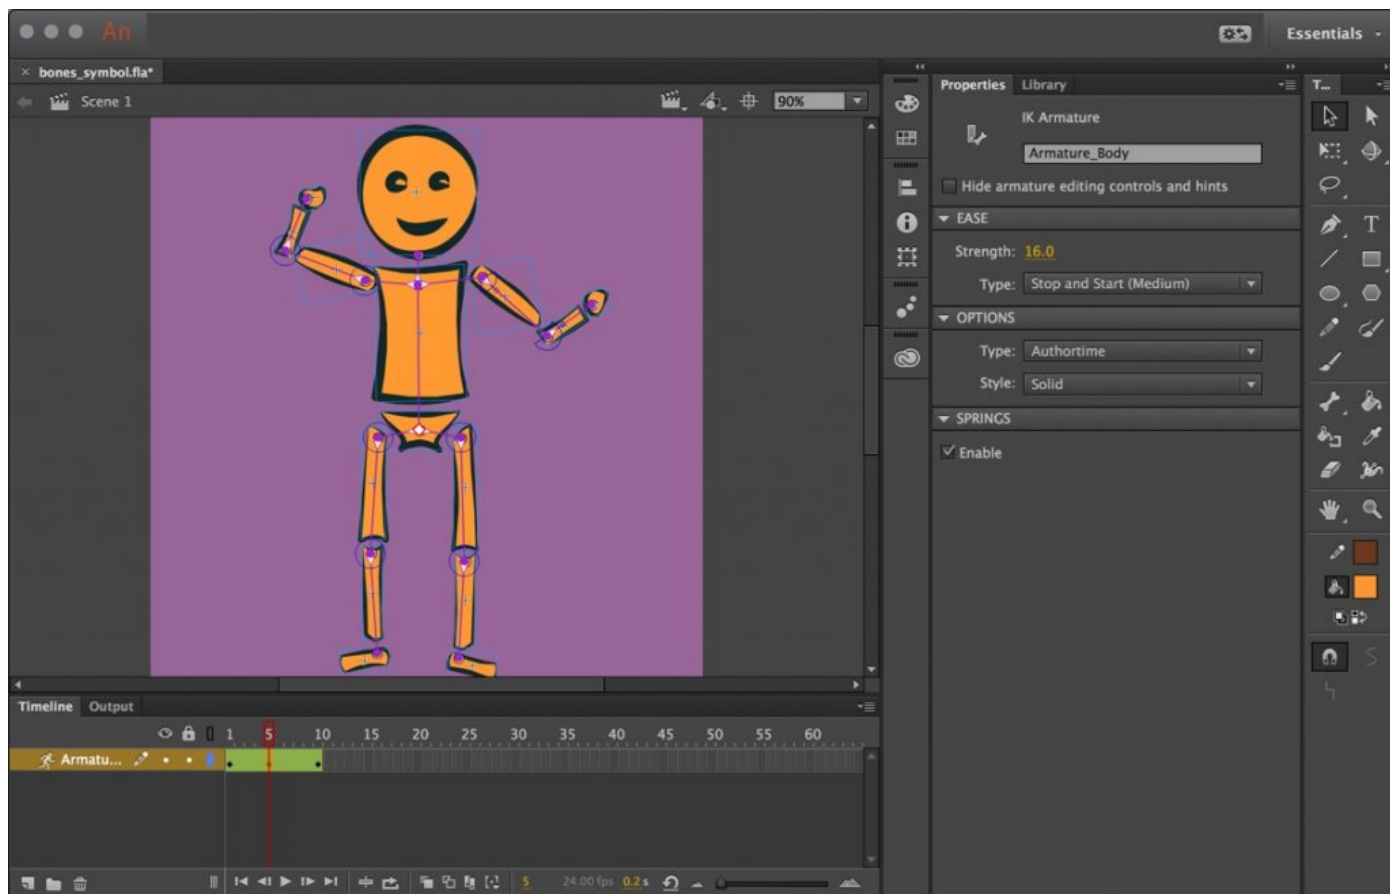 An
Essentials
× bones_symbol.fla*
Scene 1
90%
Properties Library
T...
IK Armature
Armature_Body
Hide armature editing controls and hints
EASE
Strength: 16.0
Type: Stop and Start (Medium)
OPTIONS
Type: Authortime
Style: Solid
SPRINGS
Enable
T
Timeline Output
1 5 10 15 20 25 30 35 40 45 50 55 60
Armatu...
5 24.00 fps 0.2 s